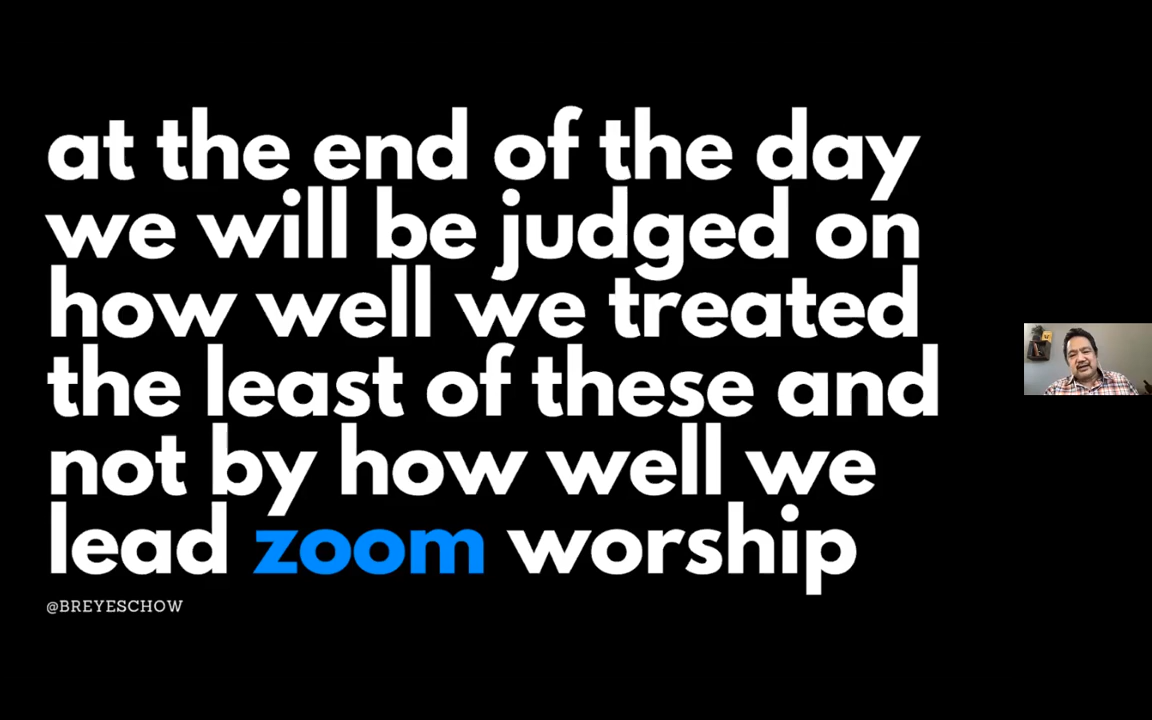 at the end of the day
we will be judged on
how well we treated
the least of these and
not by how well we
lead zoom worship
@BREYESCHOW